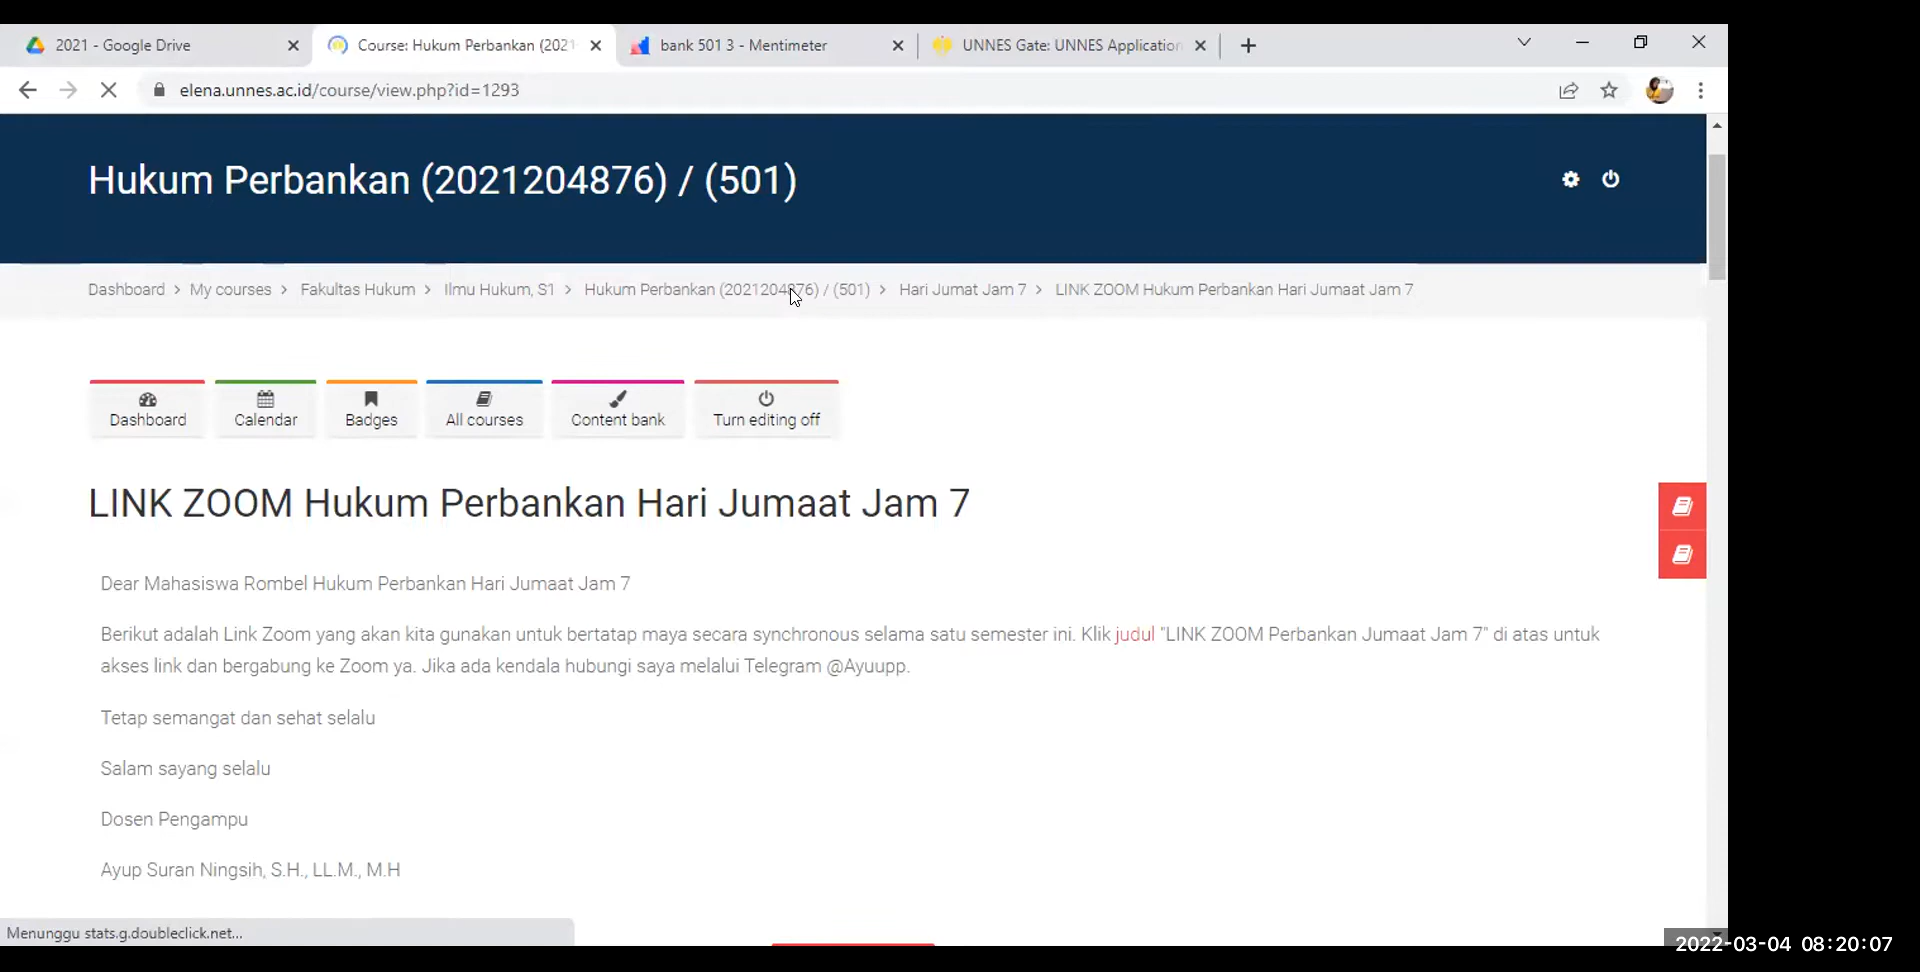 2021 - Google Drive
Course: Hukum Perbankan (2021
bank 501 3 - Mentimeter
UNNES Gate: UNNES Application
elena.unnes.ac.id/course/view.php?id=1293
Hukum Perbankan (2021204876) / (501)
Dashboard > My courses > Fakultas Hukum > Ilmu Hukum, S1 > Hukum Perbankan (2021204876) / (501) > Hari Jumat Jam 7 > LINK ZOOM Hukum Perbankan Hari Jumaat Jam 7
Dashboard
Calendar
Badges
All courses
Content bank
Turn editing off
LINK ZOOM Hukum Perbankan Hari Jumaat Jam 7
Dear Mahasiswa Rombel Hukum Perbankan Hari Jumaat Jam 7
Berikut adalah Link Zoom yang akan kita gunakan untuk bertatap maya secara synchronous selama satu semester ini. Klik judul "LINK ZOOM Perbankan Jumaat Jam 7" di atas untuk
akses link dan bergabung ke Zoom ya. Jika ada kendala hubungi saya melalui Telegram @Ayuupp.
Tetap semangat dan sehat selalu
Salam sayang selalu
Dosen Pengampu
Ayup Suran Ningsih, S.H., LL.M., M.H
Menunggu stats.g.doubleclick.net...
2022-03-04 08:20:07